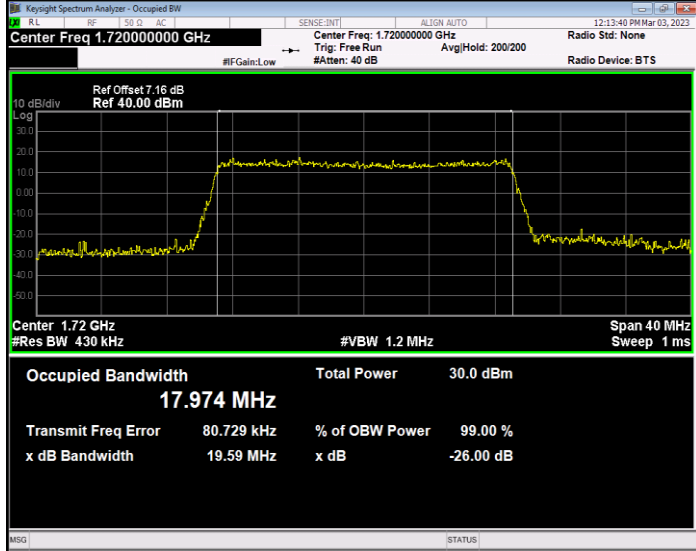 Keysight Spectrum Analyzer - Occupied BW
RL RF 50 Ω AC SENSE:INT ALIGN AUTO 12:13:40 PM Mar 03, 2023
Center Freq 1.720000000 GHz Center Freq: 1.720000000 GHz Radio Std: None
Trig: Free Run Avg|Hold: 200/200
#IFGain:Low #Atten: 40 dB Radio Device: BTS
Ref Offset 7.16 dB
10 dB/div Ref 40.00 dBm
Log
30.0
20.0
10.0
0.00
-10.0
-20.0
-30.0
-40.0
-50.0
Center 1.72 GHz Span 40 MHz
#Res BW 430 kHz #VBW 1.2 MHz Sweep 1 ms
Occupied Bandwidth Total Power 30.0 dBm
17.974 MHz
Transmit Freq Error 80.729 kHz % of OBW Power 99.00 %
x dB Bandwidth 19.59 MHz x dB -26.00 dB
MSG STATUS